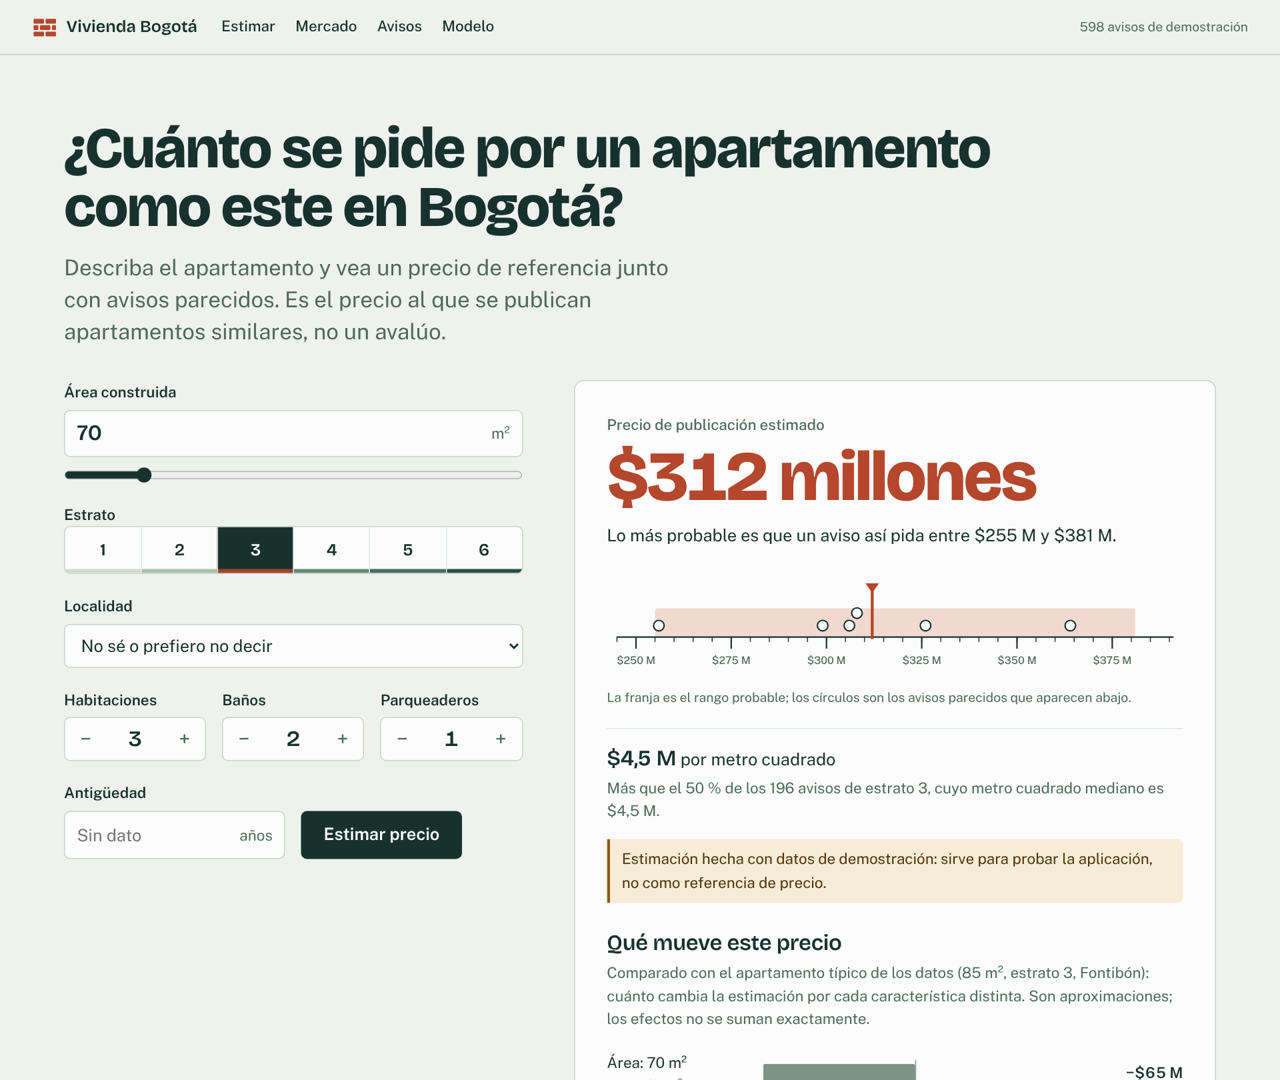 Vivienda Bogotá
Estimar
Mercado
Avisos
Modelo
598 avisos de demostración
¿Cuánto se pide por un apartamento
como este en Bogotá?
Describa el apartamento y vea un precio de referencia junto
con avisos parecidos. Es el precio al que se publican
apartamentos similares, no un avalúo.
Área construida
70 m²
Estrato
1 2 3 4 5 6
Localidad
No sé o prefiero no decir
Habitaciones Baños Parqueaderos
− 3 + − 2 + − 1 +
Antigüedad
Sin dato años
Estimar precio
Precio de publicación estimado
$312 millones
Lo más probable es que un aviso así pida entre $255 M y $381 M.
$250 M $275 M $300 M $325 M $350 M $375 M
La franja es el rango probable; los círculos son los avisos parecidos que aparecen abajo.
$4,5 M por metro cuadrado
Más que el 50 % de los 196 avisos de estrato 3, cuyo metro cuadrado mediano es
$4,5 M.
Estimación hecha con datos de demostración: sirve para probar la aplicación,
no como referencia de precio.
Qué mueve este precio
Comparado con el apartamento típico de los datos (85 m², estrato 3, Fontibón):
cuánto cambia la estimación por cada característica distinta. Son aproximaciones;
los efectos no se suman exactamente.
Área: 70 m²
−$65 M